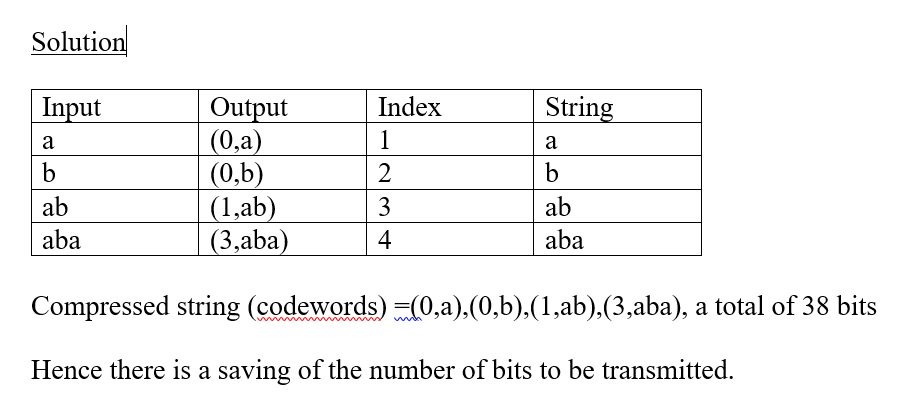 Solution
Input Output Index String
a (0,a) 1 a
b (0,b) 2 b
ab (1,ab) 3 ab
aba (3,aba) 4 aba
Compressed string (codewords) =(0,a),(0,b),(1,ab),(3,aba), a total of 38 bits
Hence there is a saving of the number of bits to be transmitted.